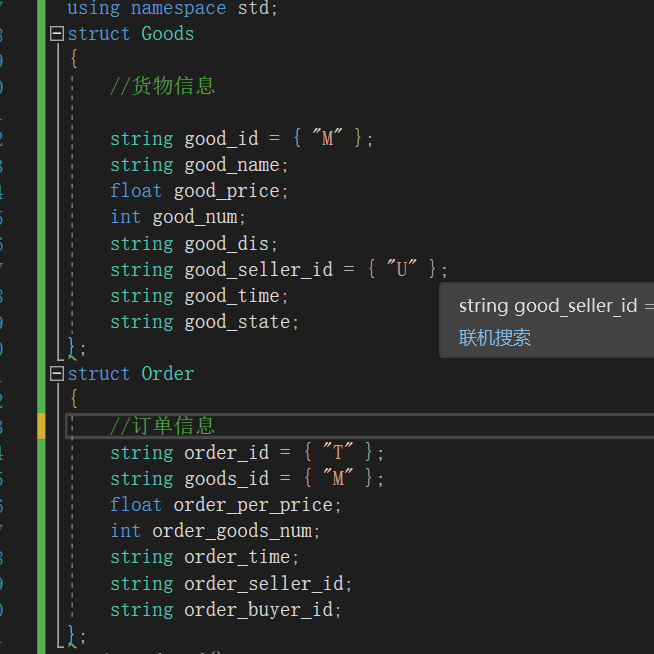 using namespace std;
struct Goods
{
//货物信息
string good_id = { "M" };
string good_name;
float good_price;
int good_num;
string good_dis;
string good_seller_id = { "U" };
string good_seller_id =
string good_time;
联机搜索
string good_state;
};
struct Order
{
//订单信息
string order_id = { "T" };
string goods_id = { "M" };
float order_per_price;
int order_goods_num;
string order_time;
string order_seller_id;
string order_buyer_id;
};